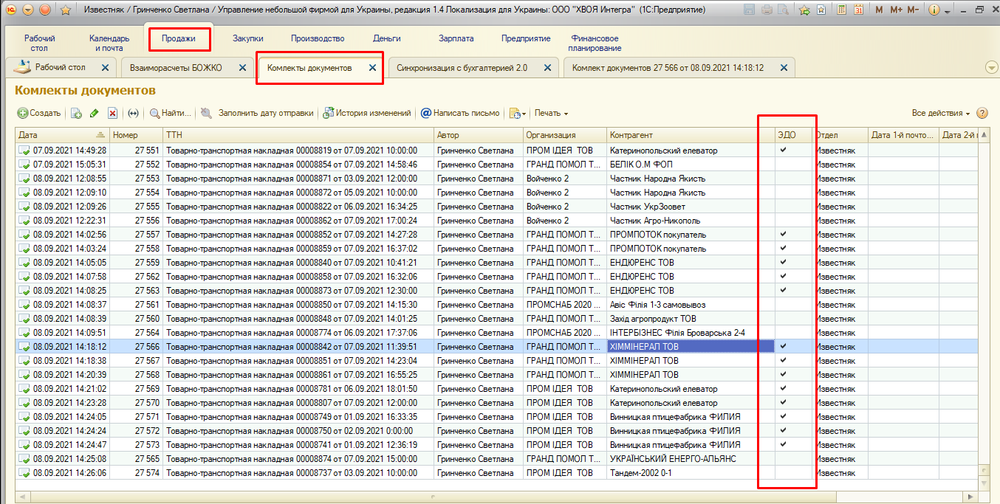 Известняк / Гринченко Светлана / Управление небольшой фирмой для Украины, редакция 1.4 Локализация для Украины: ООО "ХВОЯ Интегра" (1С:Предприятие)
M M+ M-
Рабочий стол Календарь и почта Продажи Закупки Производство Деньги Зарплата Предприятие Финансовое планирование
Рабочий стол Взаиморасчеты БОЖКО Комлекты документов Синхронизация с бухгалтерией 2.0 Комлект документов 27 566 от 08.09.2021 14:18:12
Комлекты документов
Создать Найти... Заполнить дату отправки История изменений Написать письмо Печать Все действия
Дата Номер ТТН Автор Организация Контрагент ЭДО Отдел Дата 1-й почто... Дата 2-й
07.09.2021 14:49:28 27 551 Товарно-транспортная накладная 00008819 от 07.09.2021 10:00:00 Гринченко Светлана ПРОМ ІДЕЯ ТОВ Катеринопольский елеватор ✔ Известняк
07.09.2021 15:05:31 27 552 Товарно-транспортная накладная 00008854 от 07.09.2021 14:58:46 Гринченко Светлана ГРАНД ПОМОЛ Т... БЕЛІК О.М ФОП Известняк
08.09.2021 12:08:55 27 553 Товарно-транспортная накладная 00008871 от 03.09.2021 12:00:00 Гринченко Светлана Войченко 2 Частник Народна Якисть Известняк
08.09.2021 12:09:10 27 554 Товарно-транспортная накладная 00008872 от 05.09.2021 10:00:00 Гринченко Светлана Войченко 2 Частник Народна Якисть Известняк
08.09.2021 12:09:26 27 555 Товарно-транспортная накладная 00008822 от 06.09.2021 16:34:25 Гринченко Светлана Войченко 2 Частник УкрЗоовет Известняк
08.09.2021 12:22:31 27 556 Товарно-транспортная накладная 00008862 от 07.09.2021 17:00:24 Гринченко Светлана Войченко 2 Частник Агро-Никополь Известняк
08.09.2021 14:02:56 27 557 Товарно-транспортная накладная 00008852 от 07.09.2021 14:27:28 Гринченко Светлана ГРАНД ПОМОЛ Т... ПРОМПОТОК покупатель ✔ Известняк
08.09.2021 14:03:24 27 558 Товарно-транспортная накладная 00008859 от 07.09.2021 16:37:02 Гринченко Светлана ГРАНД ПОМОЛ Т... ПРОМПОТОК покупатель ✔ Известняк
08.09.2021 14:05:05 27 559 Товарно-транспортная накладная 00008840 от 07.09.2021 10:41:21 Гринченко Светлана ГРАНД ПОМОЛ Т... ЕНДЮРЕНС ТОВ ✔ Известняк
08.09.2021 14:07:58 27 562 Товарно-транспортная накладная 00008858 от 07.09.2021 16:32:06 Гринченко Светлана ГРАНД ПОМОЛ Т... ЕНДЮРЕНС ТОВ ✔ Известняк
08.09.2021 14:08:25 27 563 Товарно-транспортная накладная 00008873 от 07.09.2021 12:30:00 Гринченко Светлана ГРАНД ПОМОЛ Т... ЕНДЮРЕНС ТОВ ✔ Известняк
08.09.2021 14:08:37 27 561 Товарно-транспортная накладная 00008850 от 07.09.2021 14:15:30 Гринченко Светлана ПРОМСНАБ 2020 ... Авіс Філія 1-3 самовывоз Известняк
08.09.2021 14:08:39 27 560 Товарно-транспортная накладная 00008848 от 07.09.2021 14:01:25 Гринченко Светлана ГРАНД ПОМОЛ Т... Захід агропродукт ТОВ Известняк
08.09.2021 14:09:51 27 564 Товарно-транспортная накладная 00008774 от 06.09.2021 17:37:06 Гринченко Светлана ПРОМСНАБ 2020 ... ІНТЕРБІЗНЕС Філія Броварська 2-4 Известняк
08.09.2021 14:18:12 27 566 Товарно-транспортная накладная 00008842 от 07.09.2021 11:39:51 Гринченко Светлана ГРАНД ПОМОЛ Т... ХІММІНЕРАЛ ТОВ ✔ Известняк
08.09.2021 14:18:38 27 567 Товарно-транспортная накладная 00008851 от 07.09.2021 14:23:04 Гринченко Светлана ГРАНД ПОМОЛ Т... ХІММІНЕРАЛ ТОВ ✔ Известняк
08.09.2021 14:20:39 27 568 Товарно-транспортная накладная 00008861 от 07.09.2021 16:55:25 Гринченко Светлана ГРАНД ПОМОЛ Т... ХІММІНЕРАЛ ТОВ ✔ Известняк
08.09.2021 14:21:02 27 569 Товарно-транспортная накладная 00008781 от 06.09.2021 18:01:50 Гринченко Светлана ПРОМ ІДЕЯ ТОВ Катеринопольский елеватор ✔ Известняк
08.09.2021 14:23:28 27 570 Товарно-транспортная накладная 00008807 от 07.09.2021 12:00:00 Гринченко Светлана ПРОМ ІДЕЯ ТОВ Катеринопольский елеватор ✔ Известняк
08.09.2021 14:24:05 27 571 Товарно-транспортная накладная 00008749 от 01.09.2021 16:33:35 Гринченко Светлана ПРОМ ІДЕЯ ТОВ Винницкая птицефабрика ФИЛИЯ ✔ Известняк
08.09.2021 14:24:24 27 572 Товарно-транспортная накладная 00008750 от 02.09.2021 0:00:00 Гринченко Светлана ПРОМ ІДЕЯ ТОВ Винницкая птицефабрика ФИЛИЯ ✔ Известняк
08.09.2021 14:24:47 27 573 Товарно-транспортная накладная 00008741 от 01.09.2021 12:36:19 Гринченко Светлана ПРОМ ІДЕЯ ТОВ Винницкая птицефабрика ФИЛИЯ ✔ Известняк
08.09.2021 14:25:08 27 565 Товарно-транспортная накладная 00008874 от 07.09.2021 15:00:00 Гринченко Светлана ГРАНД ПОМОЛ Т... УКРАЇНСЬКИЙ ЕНЕРГО-АЛЬЯНС Известняк
08.09.2021 14:26:06 27 574 Товарно-транспортная накладная 00008737 от 03.09.2021 10:00:00 Гринченко Светлана ПРОМ ІДЕЯ ТОВ Тандем-2002 0-1 Известняк